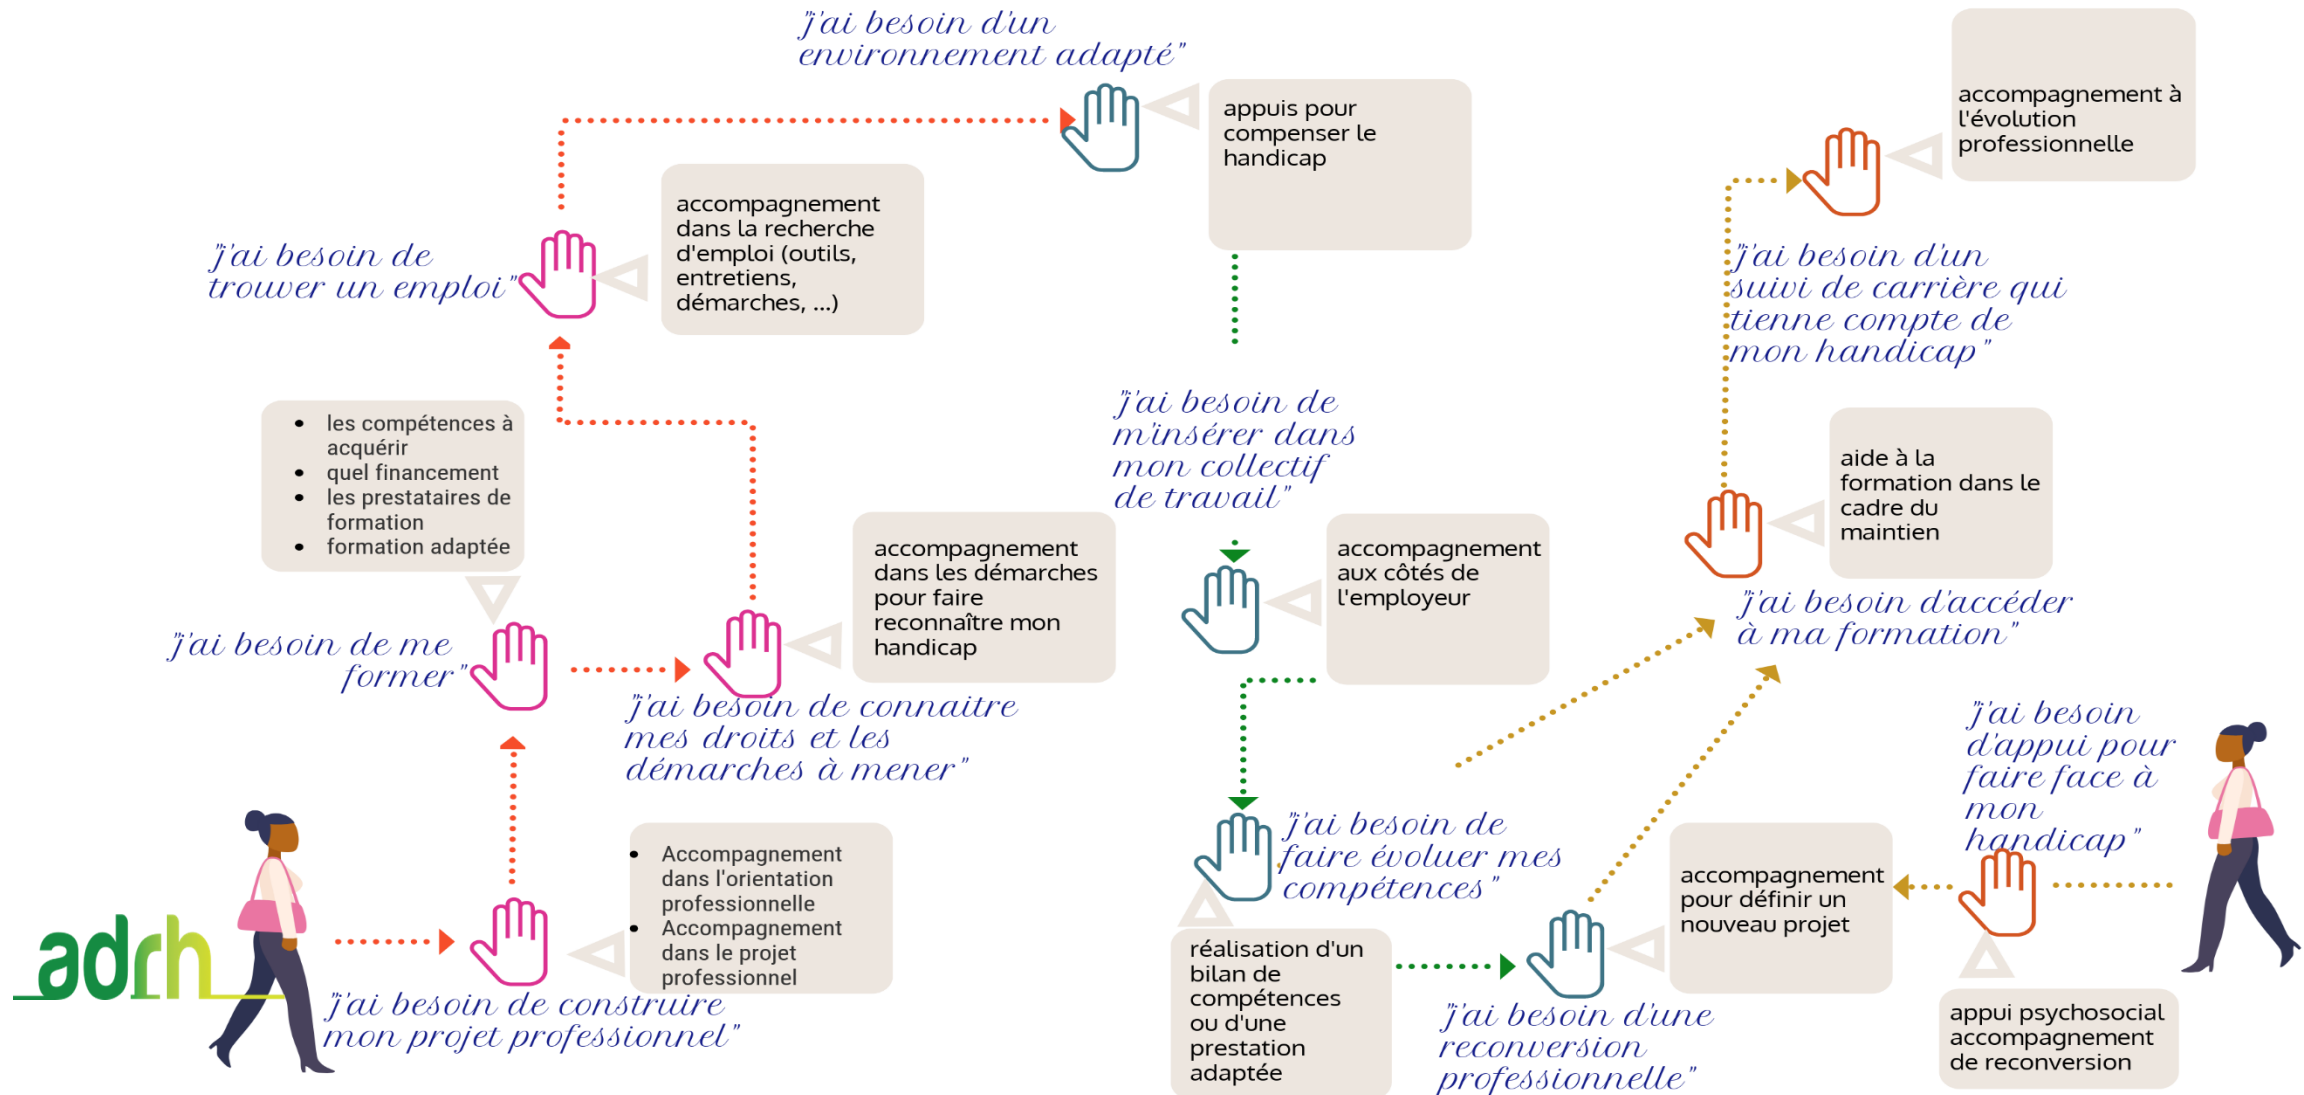 "j'ai besoin d'un
environnement adapté"
appuis pour
compenser le
handicap
accompagnement à
l'évolution
professionnelle
accompagnement
dans la recherche
d'emploi (outils,
entretiens,
démarches, ...)
"j'ai besoin de
trouver un emploi"
"j'ai besoin d'un
suivi de carrière qui
tienne compte de
mon handicap"
• les compétences à
acquérir
• quel financement
• les prestataires de
formation
• formation adaptée
"j'ai besoin de
m'insérer dans
mon collectif
de travail"
aide à la
formation dans le
cadre du
maintien
accompagnement
dans les démarches
pour faire
reconnaître mon
handicap
accompagnement
aux côtés de
l'employeur
"j'ai besoin de me
former"
"j'ai besoin d'accéder
à ma formation"
"j'ai besoin de connaitre
mes droits et les
démarches à mener"
"j'ai besoin
d'appui pour
faire face à
mon
handicap"
"j'ai besoin de
faire évoluer mes
compétences"
• Accompagnement
dans l'orientation
professionnelle
• Accompagnement
dans le projet
professionnel
accompagnement
pour définir un
nouveau projet
adrh
"j'ai besoin de construire
mon projet professionnel"
réalisation d'un
bilan de
compétences
ou d'une
prestation
adaptée
"j'ai besoin d'une
reconversion
professionnelle"
appui psychosocial
accompagnement
de reconversion